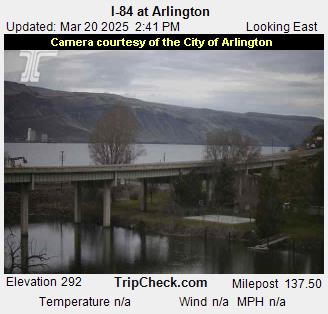 I-84 at Arlington
Updated: Mar 20 2025 2:41 PM Looking East
Camera courtesy of the City of Arlington
Elevation 292 TripCheck.com Milepost 137.50
Temperature n/a Wind n/a MPH n/a